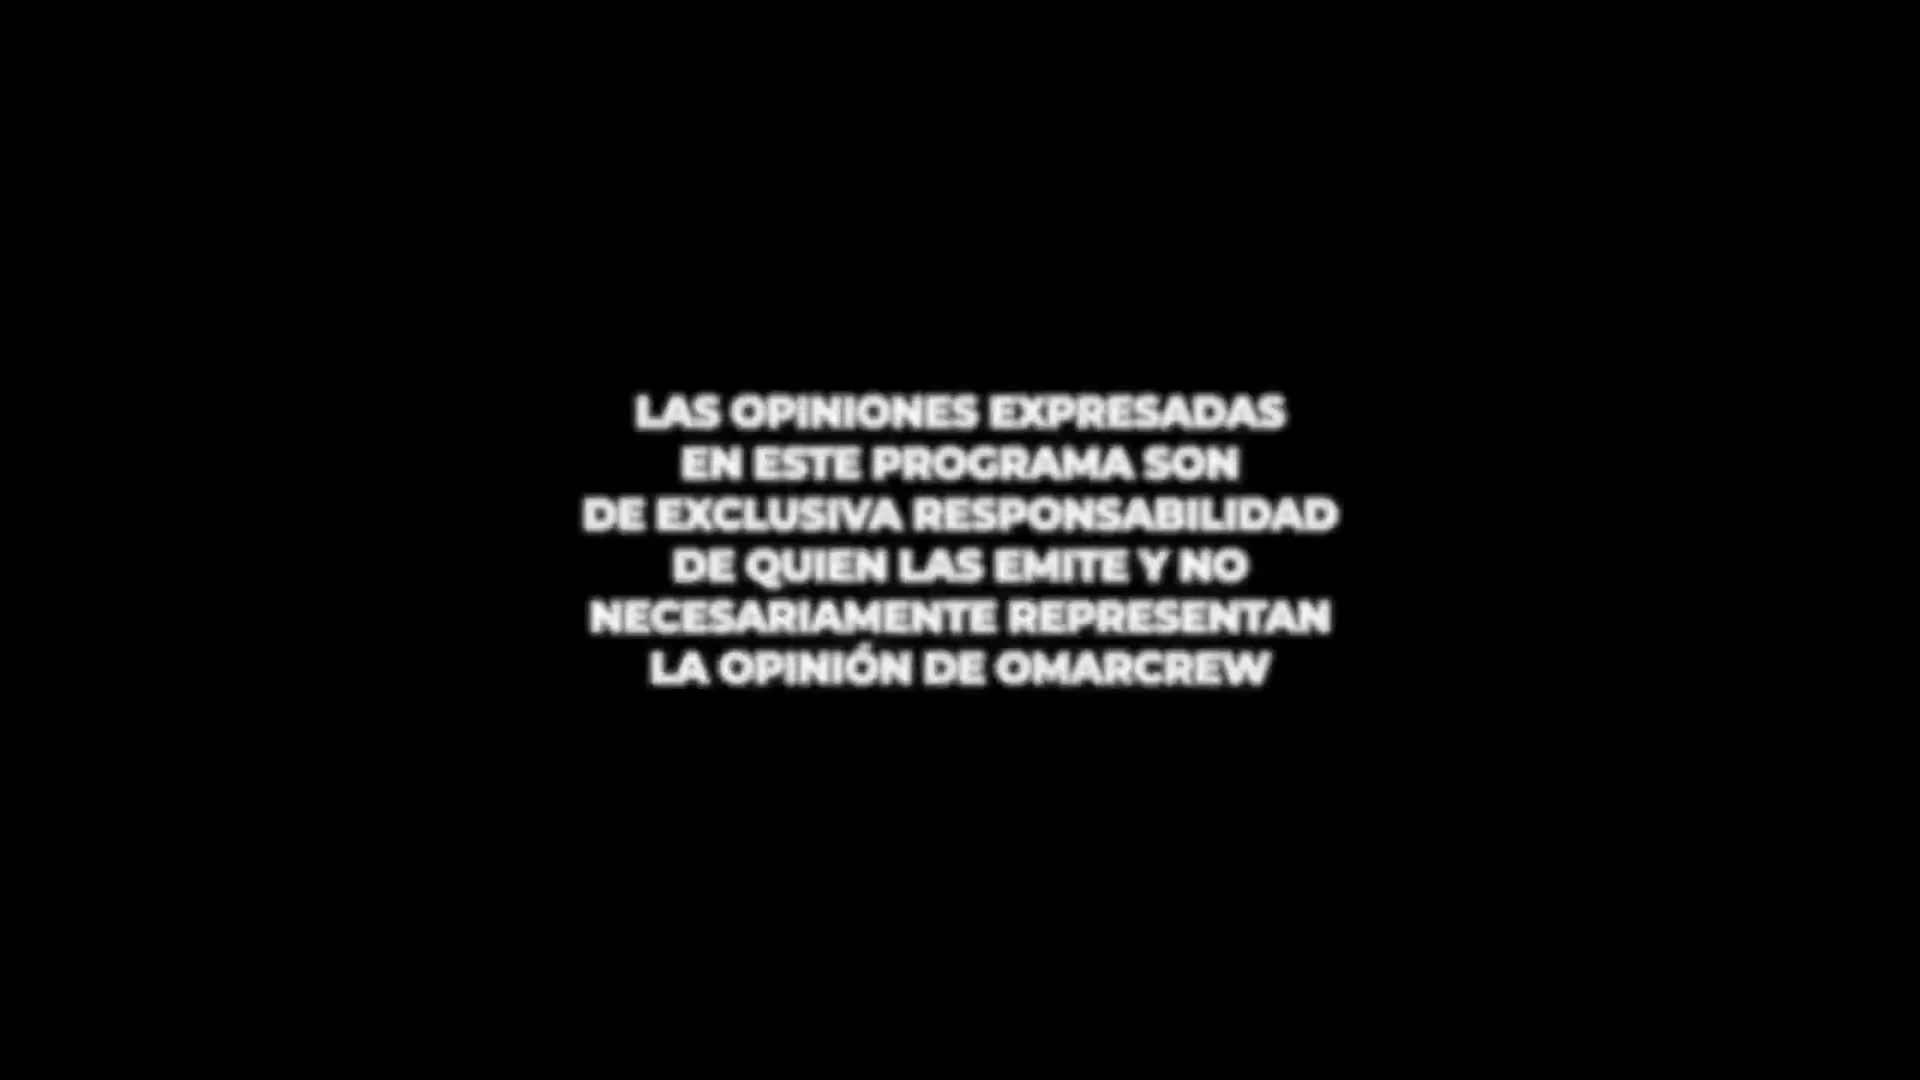 LAS OPINIONES EXPRESADAS
EN ESTE PROGRAMA SON
DE EXCLUSIVA RESPONSABILIDAD
DE QUIEN LAS EMITE Y NO
NECESARIAMENTE REPRESENTAN
LA OPINIÓN DE OMARCREW